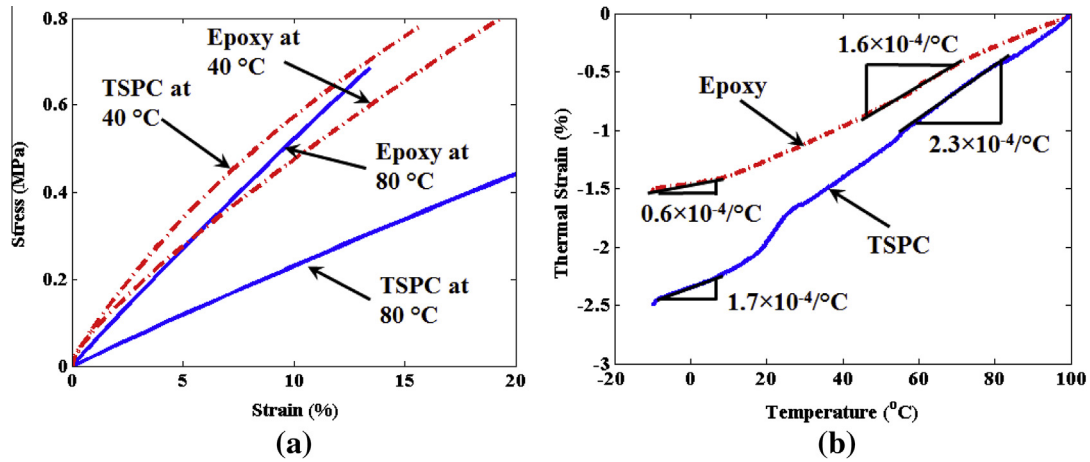 0.8
0.6
0.4
0.2
0
Stress (MPa)
Epoxy at
40 °C
TSPC at
40 °C
Epoxy at
80 °C
TSPC at
80 °C
0 5 10 15 20
Strain (%)
(a)
-0
-0.5
-1
-1.5
-2
-2.5
-3
Thermal Strain (%)
1.6×10⁻⁴/°C
Epoxy
2.3×10⁻⁴/°C
0.6×10⁻⁴/°C
TSPC
1.7×10⁻⁴/°C
-20 0 20 40 60 80 100
Temperature (°C)
(b)